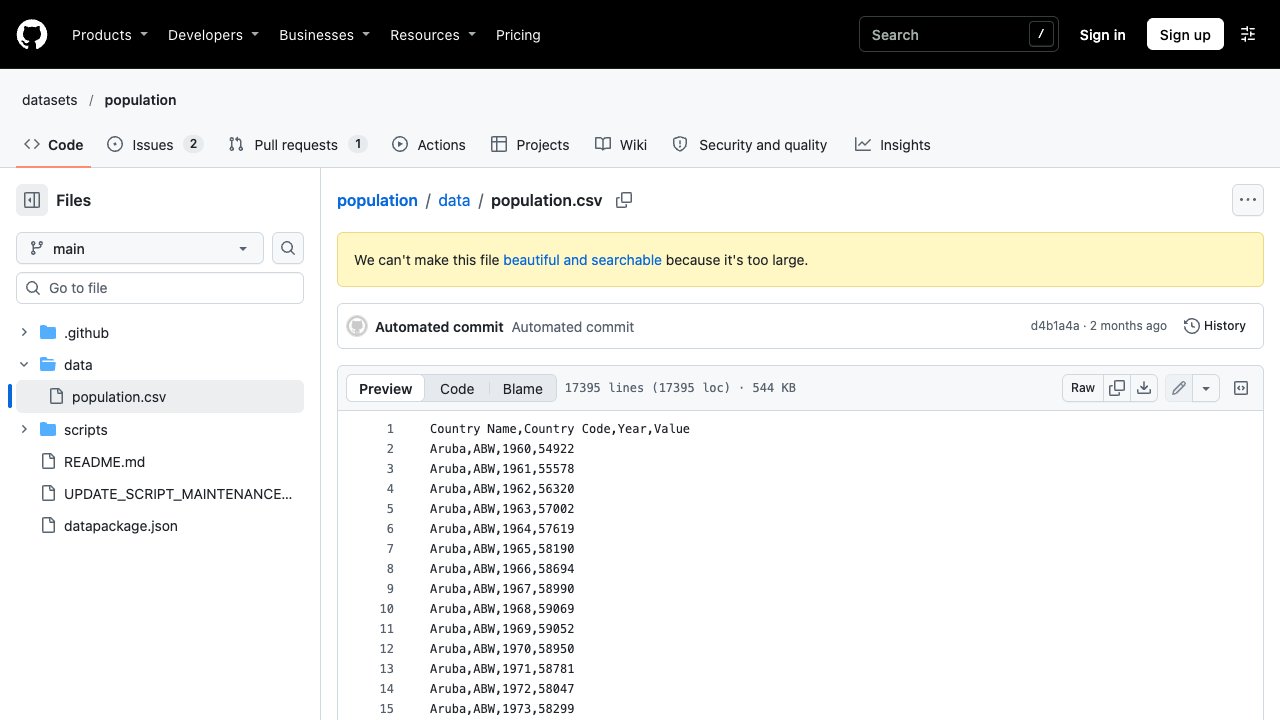 Products Developers Businesses Resources Pricing Search / Sign in Sign up
datasets / population
Code Issues 2 Pull requests 1 Actions Projects Wiki Security and quality Insights
Files
main
Go to file
.github
data
population.csv
scripts
README.md
UPDATE_SCRIPT_MAINTENANCE...
datapackage.json
population / data / population.csv
We can't make this file beautiful and searchable because it's too large.
Automated commit Automated commit d4b1a4a · 2 months ago History
Preview Code Blame 17395 lines (17395 loc) · 544 KB Raw
1 Country Name,Country Code,Year,Value
2 Aruba,ABW,1960,54922
3 Aruba,ABW,1961,55578
4 Aruba,ABW,1962,56320
5 Aruba,ABW,1963,57002
6 Aruba,ABW,1964,57619
7 Aruba,ABW,1965,58190
8 Aruba,ABW,1966,58694
9 Aruba,ABW,1967,58990
10 Aruba,ABW,1968,59069
11 Aruba,ABW,1969,59052
12 Aruba,ABW,1970,58950
13 Aruba,ABW,1971,58781
14 Aruba,ABW,1972,58047
15 Aruba,ABW,1973,58299